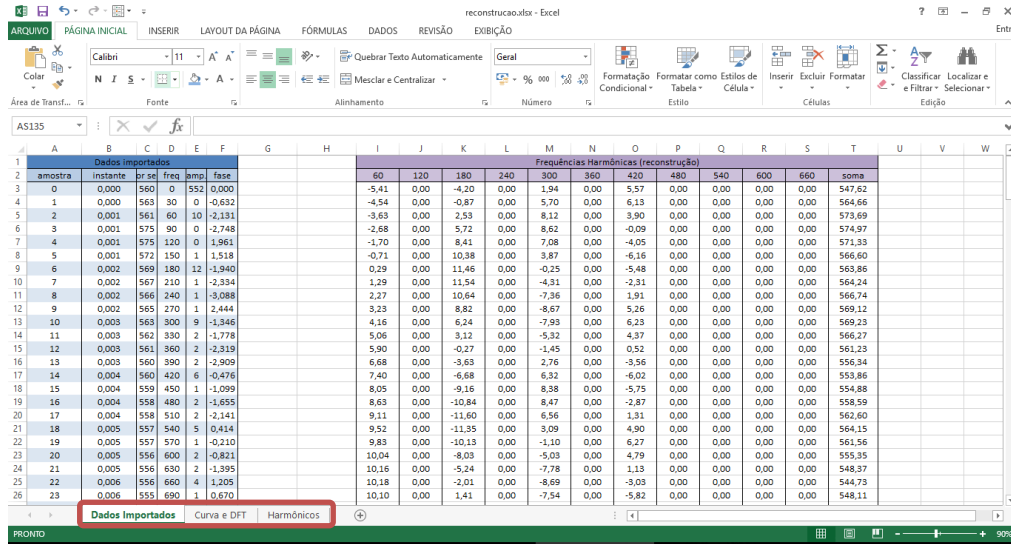 reconstrucao.xlsx - Excel
ARQUIVO PÁGINA INICIAL INSERIR LAYOUT DA PÁGINA FÓRMULAS DADOS REVISÃO EXIBIÇÃO Entr
Calibri 11 Quebrar Texto Automaticamente Geral
Colar N I S Mesclar e Centralizar % 000 Formatação Condicional Formatar como Tabela Estilos de Célula Inserir Excluir Formatar Classificar e Filtrar Localizar e Selecionar
Área de Transf... Fonte Alinhamento Número Estilo Células Edição
AS135 fx
A B C D E F G H I J K L M N O P Q R S T U V W
1 Dados importados Frequências Harmônicas (reconstrução)
2 amostra instante or se freq amp. fase 60 120 180 240 300 360 420 480 540 600 660 soma
3 0 0,000 560 0 552 0,000 -5,41 0,00 -4,20 0,00 1,94 0,00 5,57 0,00 0,00 0,00 0,00 547,62
4 1 0,000 563 30 0 -0,632 -4,54 0,00 -0,87 0,00 5,70 0,00 6,13 0,00 0,00 0,00 0,00 564,66
5 2 0,001 561 60 10 -2,131 -3,63 0,00 2,53 0,00 8,12 0,00 3,90 0,00 0,00 0,00 0,00 573,69
6 3 0,001 575 90 0 -2,748 -2,68 0,00 5,72 0,00 8,62 0,00 -0,09 0,00 0,00 0,00 0,00 574,97
7 4 0,001 575 120 0 1,961 -1,70 0,00 8,41 0,00 7,08 0,00 -4,05 0,00 0,00 0,00 0,00 571,33
8 5 0,001 572 150 1 1,518 -0,71 0,00 10,38 0,00 3,87 0,00 -6,16 0,00 0,00 0,00 0,00 566,60
9 6 0,002 569 180 12 -1,940 0,29 0,00 11,46 0,00 -0,25 0,00 -5,48 0,00 0,00 0,00 0,00 563,86
10 7 0,002 567 210 1 -2,334 1,29 0,00 11,54 0,00 -4,31 0,00 -2,31 0,00 0,00 0,00 0,00 564,24
11 8 0,002 566 240 1 -3,088 2,27 0,00 10,64 0,00 -7,36 0,00 1,91 0,00 0,00 0,00 0,00 566,74
12 9 0,002 565 270 1 2,444 3,23 0,00 8,82 0,00 -8,67 0,00 5,26 0,00 0,00 0,00 0,00 569,12
13 10 0,003 563 300 9 -1,346 4,16 0,00 6,24 0,00 -7,93 0,00 6,23 0,00 0,00 0,00 0,00 569,23
14 11 0,003 562 330 2 -1,778 5,06 0,00 3,12 0,00 -5,32 0,00 4,37 0,00 0,00 0,00 0,00 566,27
15 12 0,003 561 360 2 -2,319 5,90 0,00 -0,27 0,00 -1,45 0,00 0,52 0,00 0,00 0,00 0,00 561,23
16 13 0,003 560 390 2 -2,909 6,68 0,00 -3,63 0,00 2,76 0,00 -3,56 0,00 0,00 0,00 0,00 556,34
17 14 0,004 560 420 6 -0,476 7,40 0,00 -6,68 0,00 6,32 0,00 -6,02 0,00 0,00 0,00 0,00 553,86
18 15 0,004 559 450 1 -1,099 8,05 0,00 -9,16 0,00 8,38 0,00 -5,75 0,00 0,00 0,00 0,00 554,88
19 16 0,004 558 480 2 -1,655 8,63 0,00 -10,84 0,00 8,47 0,00 -2,87 0,00 0,00 0,00 0,00 558,59
20 17 0,004 558 510 2 -2,141 9,11 0,00 -11,60 0,00 6,56 0,00 1,31 0,00 0,00 0,00 0,00 562,60
21 18 0,005 557 540 5 0,414 9,52 0,00 -11,35 0,00 3,09 0,00 4,90 0,00 0,00 0,00 0,00 564,15
22 19 0,005 557 570 1 -0,210 9,83 0,00 -10,13 0,00 -1,10 0,00 6,27 0,00 0,00 0,00 0,00 561,56
23 20 0,005 556 600 2 -0,821 10,04 0,00 -8,03 0,00 -5,03 0,00 4,79 0,00 0,00 0,00 0,00 555,35
24 21 0,005 556 630 2 -1,395 10,16 0,00 -5,24 0,00 -7,78 0,00 1,13 0,00 0,00 0,00 0,00 548,37
25 22 0,006 556 660 4 1,205 10,18 0,00 -2,01 0,00 -8,69 0,00 -3,03 0,00 0,00 0,00 0,00 544,73
26 23 0,006 555 690 1 0,670 10,10 0,00 1,41 0,00 -7,54 0,00 -5,82 0,00 0,00 0,00 0,00 548,11
Dados Importados Curva e DFT Harmônicos
PRONTO 90%